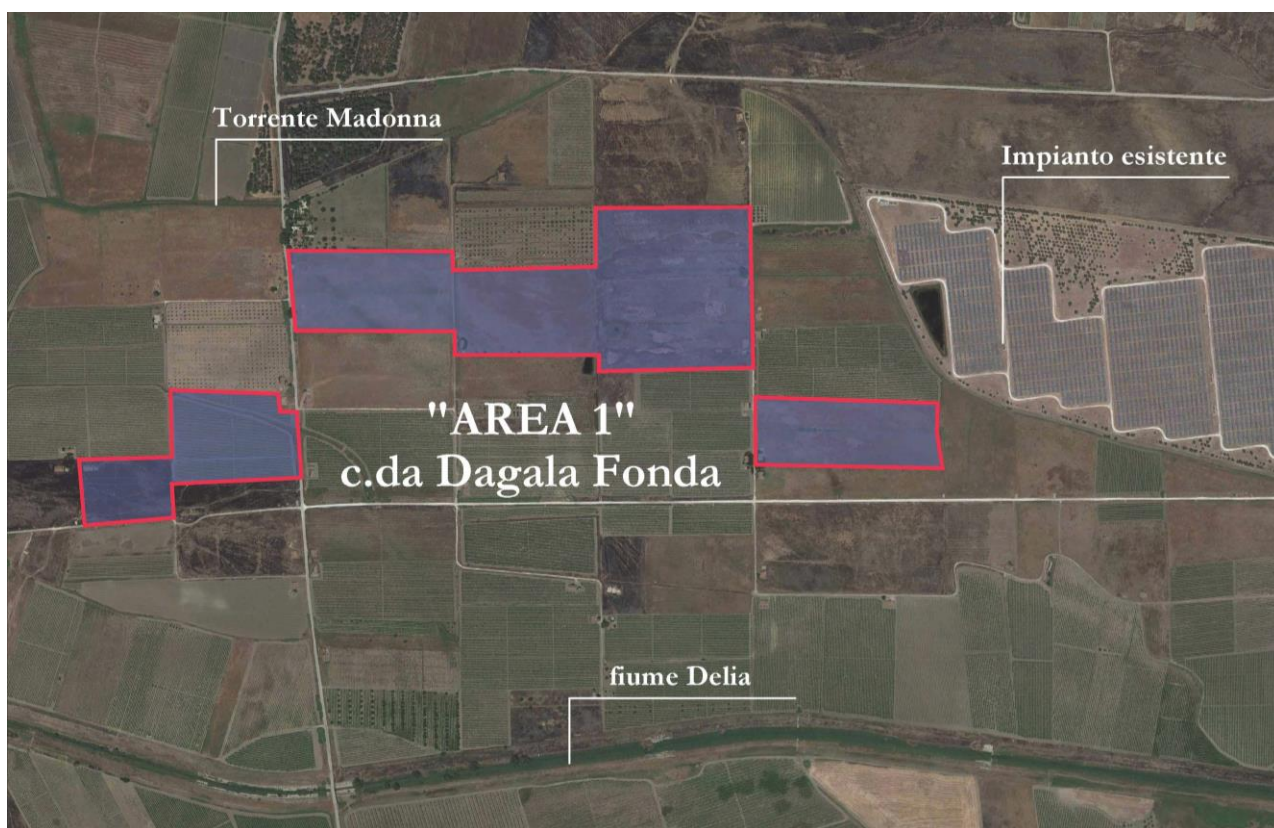 Torrente Madonna
Impianto esistente
"AREA 1"
c.da Dagala Fonda
fiume Delia